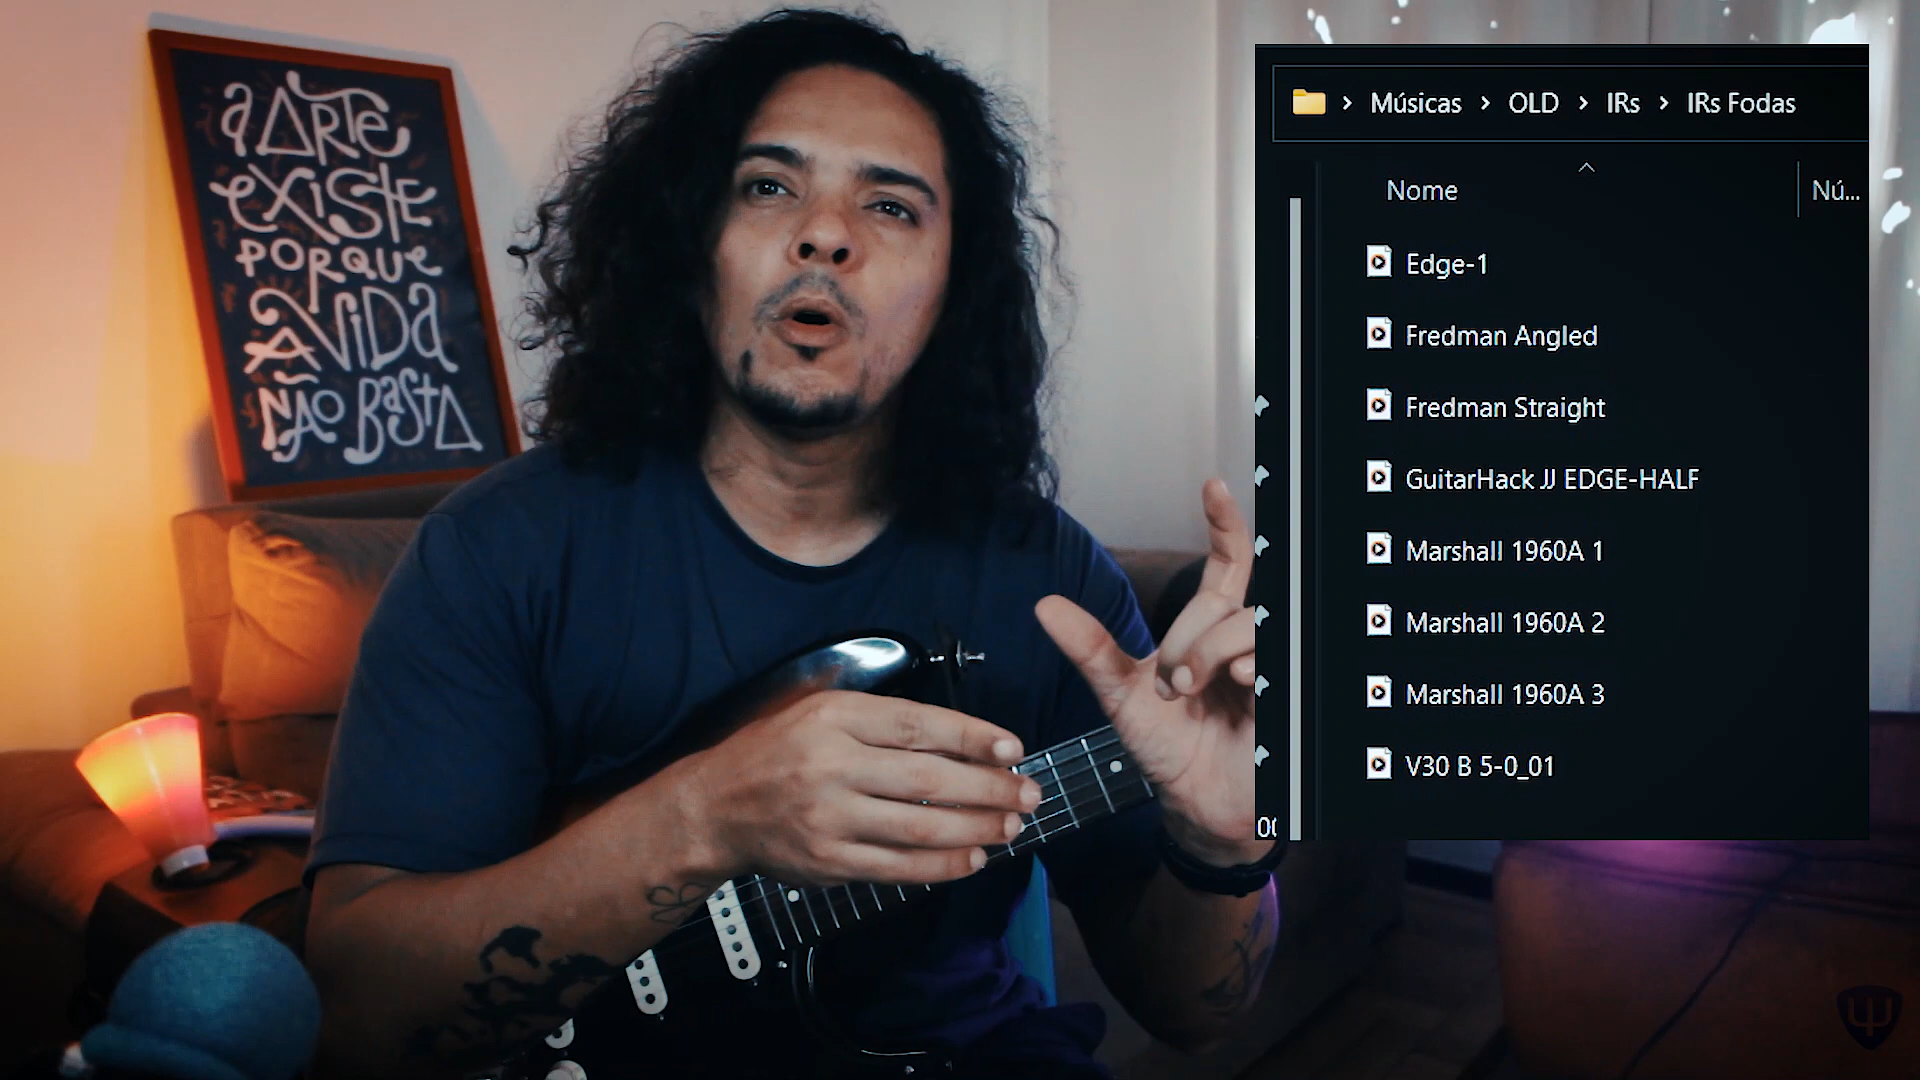 A ARTE
EXISTE
PORQUE
A VIDA
NÃO BASTA
Músicas > OLD > IRs > IRs Fodas
Nome Nú...
Edge-1
Fredman Angled
Fredman Straight
GuitarHack JJ EDGE-HALF
Marshall 1960A 1
Marshall 1960A 2
Marshall 1960A 3
V30 B 5-0_01